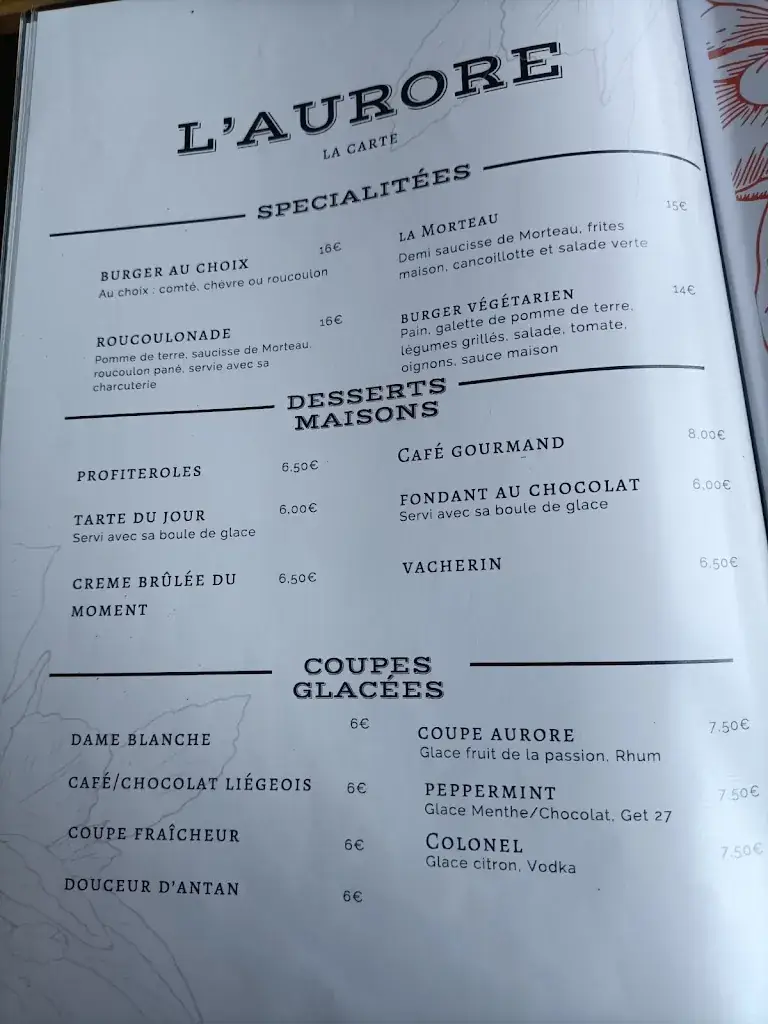 L'AURORE
LA CARTE
SPECIALITÉES
BURGER AU CHOIX 16€
Au choix : comté, chèvre ou roucoulon
ROUCOULONADE 16€
Pomme de terre, saucisse de Morteau,
roucoulon pané, servie avec sa
charcuterie
LA MORTEAU 15€
Demi saucisse de Morteau, frites
maison, cancoillotte et salade verte
BURGER VÉGÉTARIEN 14€
Pain, galette de pomme de terre,
légumes grillés, salade, tomate,
oignons, sauce maison
DESSERTS
MAISONS
PROFITEROLES 6,50€
TARTE DU JOUR 6,00€
Servi avec sa boule de glace
CREME BRÛLÉE DU 6,50€
MOMENT
CAFÉ GOURMAND 8,00€
FONDANT AU CHOCOLAT 6,00€
Servi avec sa boule de glace
VACHERIN 6,50€
COUPES
GLACÉES
DAME BLANCHE 6€
CAFÉ/CHOCOLAT LIÉGEOIS 6€
COUPE FRAÎCHEUR 6€
DOUCEUR D'ANTAN 6€
COUPE AURORE 7,50€
Glace fruit de la passion, Rhum
PEPPERMINT 7,50€
Glace Menthe/Chocolat, Get 27
COLONEL 7,50€
Glace citron, Vodka